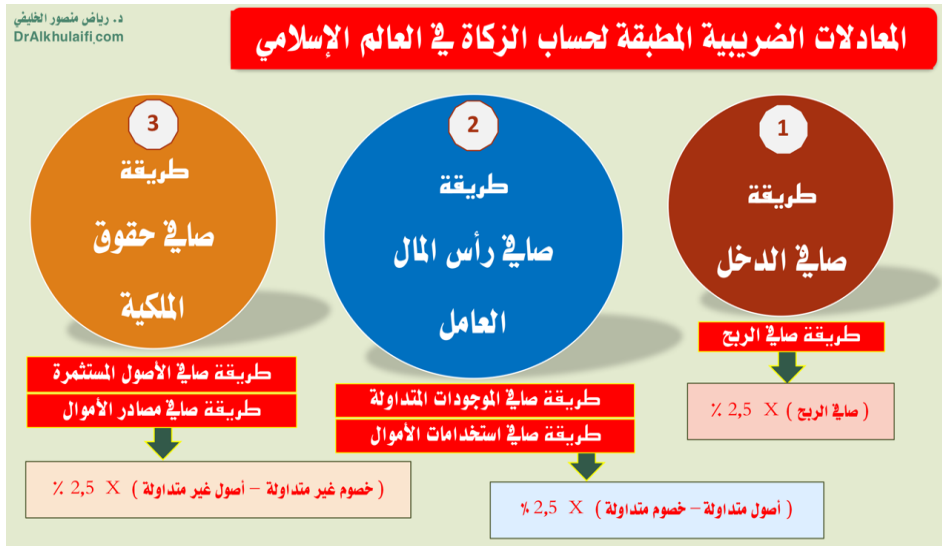 د. رياض منصور الخليفي
DrAlkhulaifi.com
المعادلات الضريبية المطبقة لحساب الزكاة في العالم الإسلامي
1
طريقة
صافي الدخل
طريقة صافي الربح
( صافي الربح ) X 2,5 ٪
2
طريقة
صافي رأس المال
العامل
طريقة صافي الموجودات المتداولة
طريقة صافي استخدامات الأموال
( أصول متداولة – خصوم متداولة ) X 2,5 ٪
3
طريقة
صافي حقوق
الملكية
طريقة صافي الأصول المستثمرة
طريقة صافي مصادر الأموال
( خصوم غير متداولة – أصول غير متداولة ) X 2,5 ٪